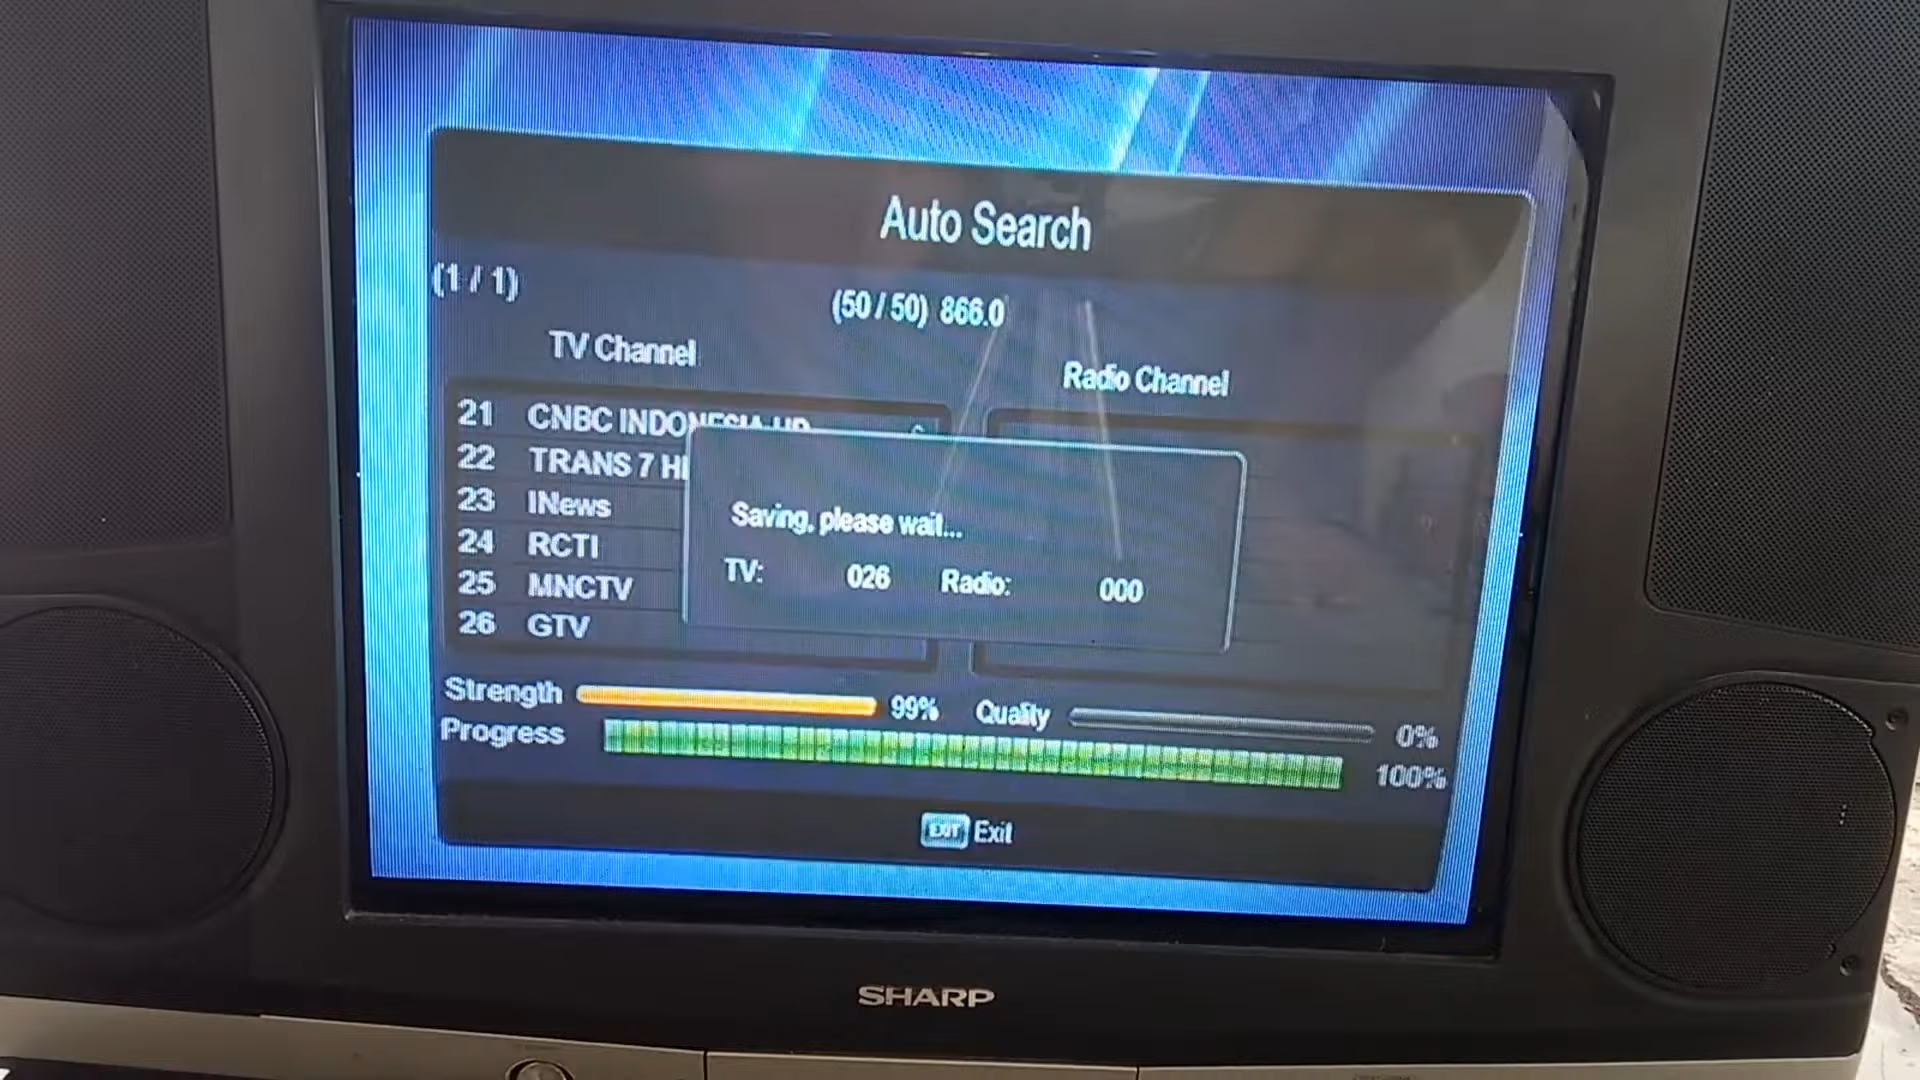 Auto Search
(1 / 1)
(50 / 50) 866.0
TV Channel
Radio Channel
21 CNBC INDONESIA HD
22 TRANS 7 HD
23 INews
24 RCTI
25 MNCTV
26 GTV
Saving, please wait...
TV: 026 Radio: 000
Strength 99% Quality 0%
Progress 100%
EXIT Exit
SHARP